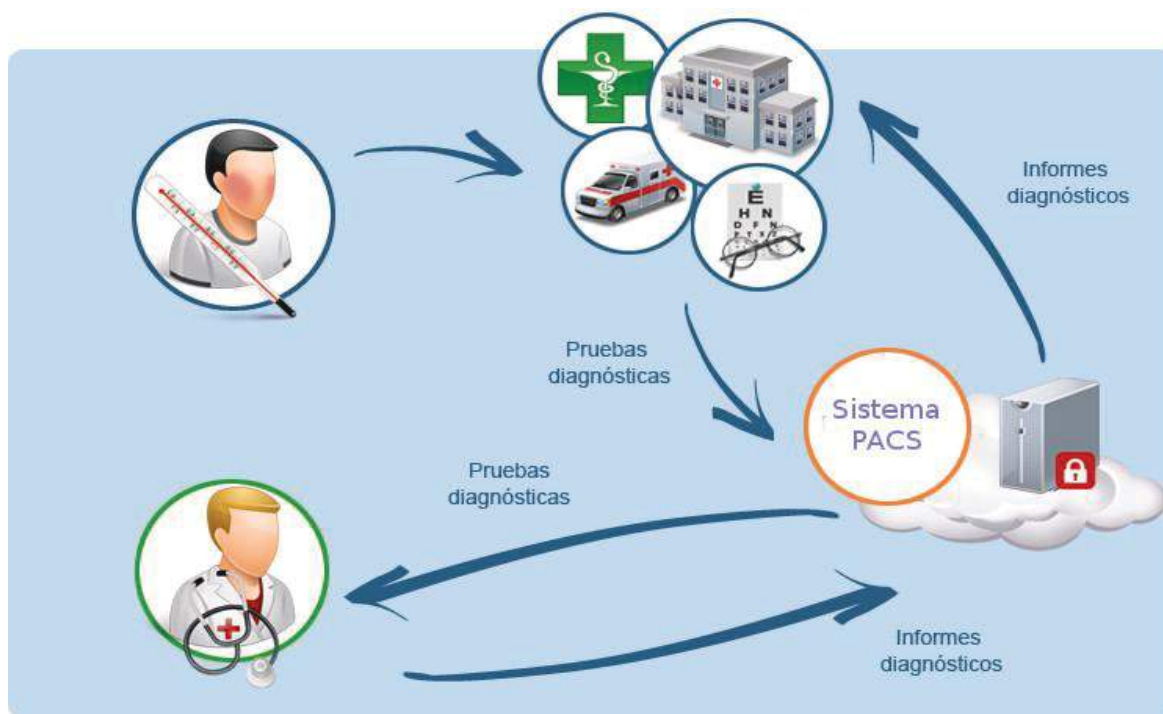 E
H N
D F N
Informes
diagnósticos
Pruebas
diagnósticas
Sistema
PACS
Pruebas
diagnósticas
Informes
diagnósticos